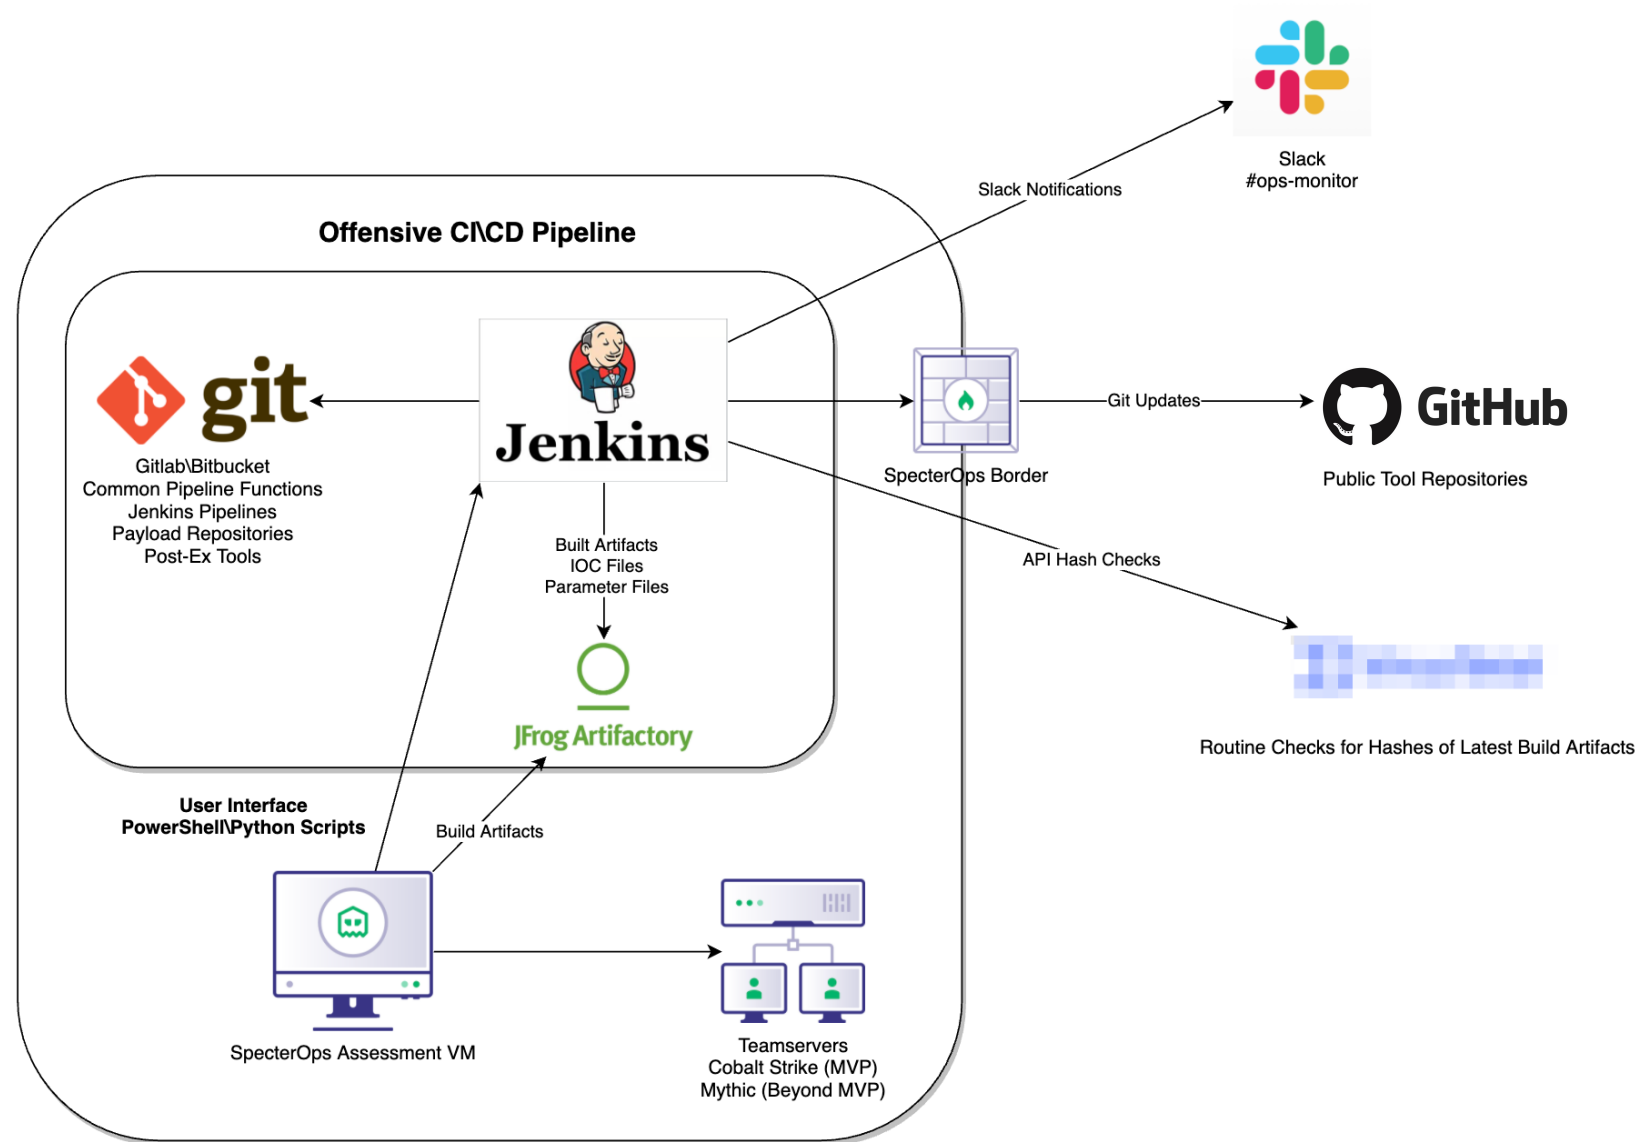 Slack
#ops-monitor
Slack Notifications
Offensive CI\CD Pipeline
git
Gitlab\Bitbucket
Common Pipeline Functions
Jenkins Pipelines
Payload Repositories
Post-Ex Tools
Jenkins
SpecterOps Border
Git Updates
GitHub
Public Tool Repositories
Built Artifacts
IOC Files
Parameter Files
API Hash Checks
JFrog Artifactory
Routine Checks for Hashes of Latest Build Artifacts
User Interface
PowerShell\Python Scripts
Build Artifacts
SpecterOps Assessment VM
Teamservers
Cobalt Strike (MVP)
Mythic (Beyond MVP)